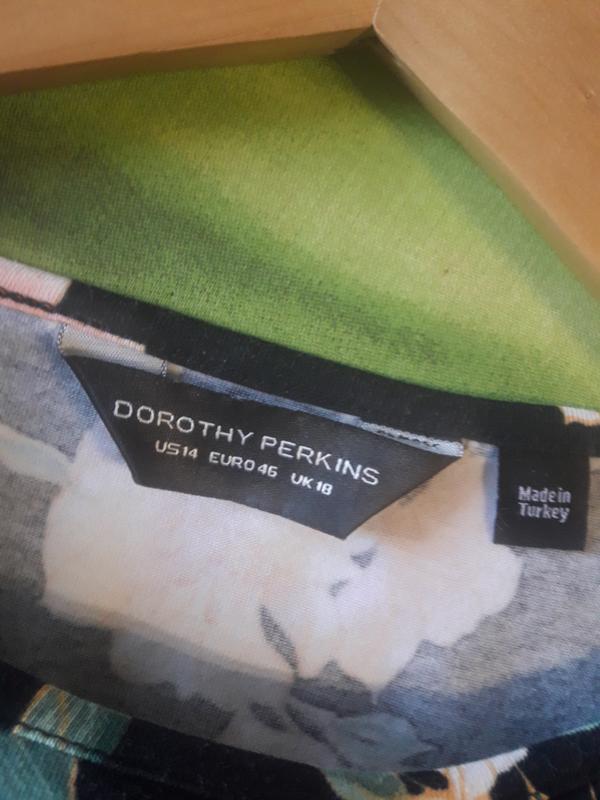 DOROTHY PERKINS
US14 EURO46 UK18
Made in
Turkey